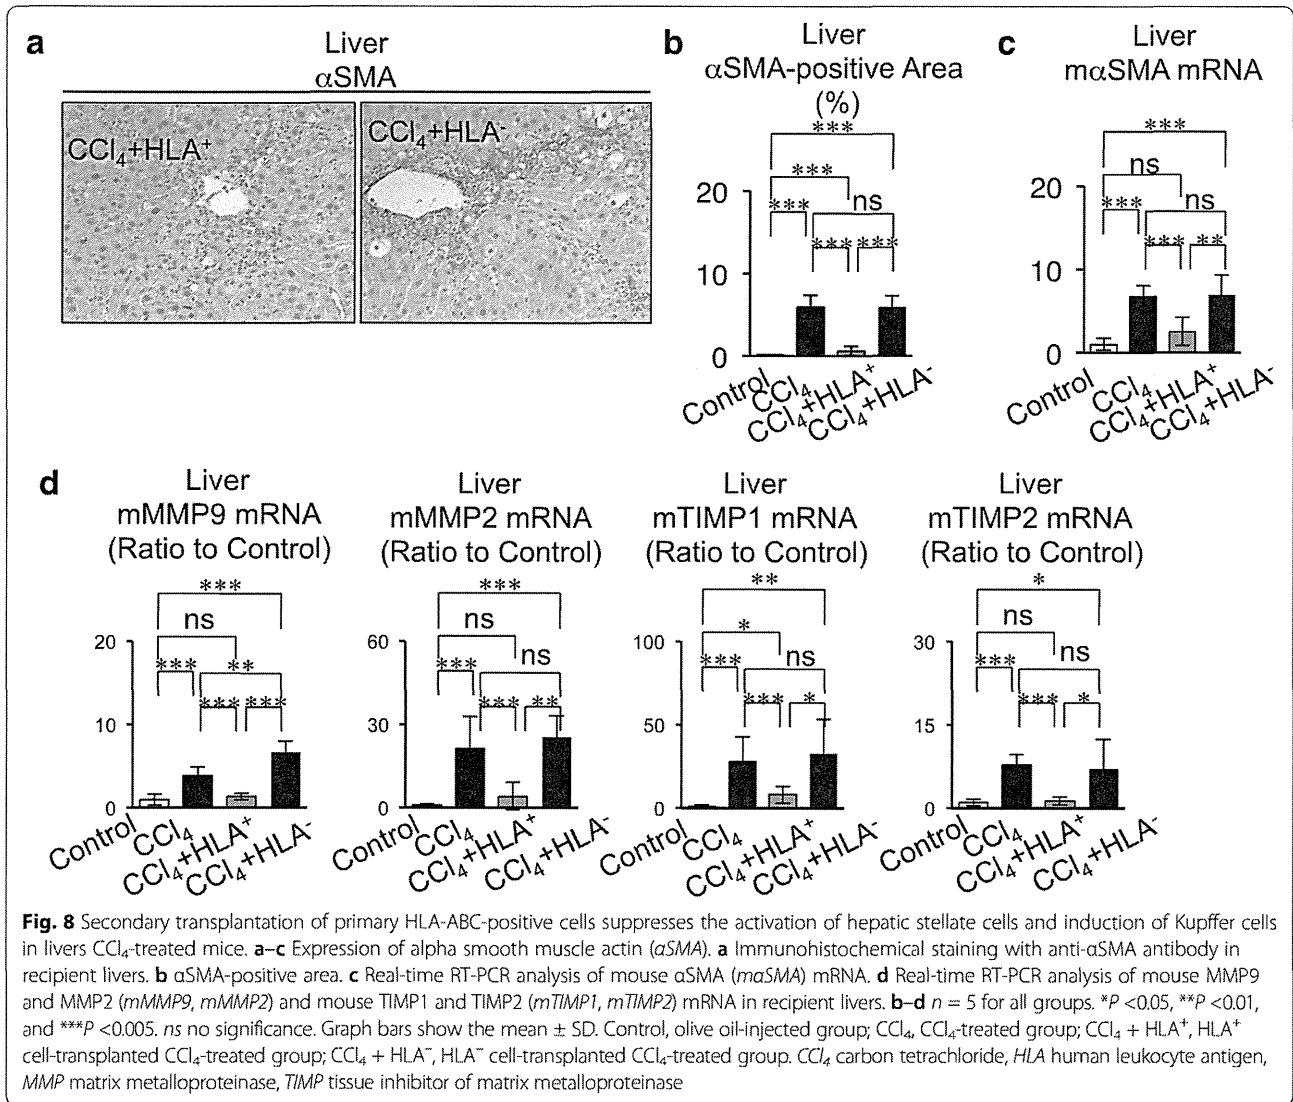 a
Liver
αSMA
CCl₄+HLA⁺
CCl₄+HLA⁻
b
Liver
αSMA-positive Area
(%)
***
***
ns
***
*** ***
20
10
0
Control
CCl₄
CCl₄+HLA⁺
CCl₄+HLA⁻
c
Liver
mαSMA mRNA
***
ns
ns
***
*** **
20
10
0
Control
CCl₄
CCl₄+HLA⁺
CCl₄+HLA⁻
d
Liver
mMMP9 mRNA
(Ratio to Control)
***
ns
*** **
*** ***
20
10
0
Control
CCl₄
CCl₄+HLA⁺
CCl₄+HLA⁻
Liver
mMMP2 mRNA
(Ratio to Control)
***
ns
*** ns
*** **
60
30
0
Control
CCl₄
CCl₄+HLA⁺
CCl₄+HLA⁻
Liver
mTIMP1 mRNA
(Ratio to Control)
**
*
*** ns
*** *
100
50
0
Control
CCl₄
CCl₄+HLA⁺
CCl₄+HLA⁻
Liver
mTIMP2 mRNA
(Ratio to Control)
*
ns
*** ns
*** *
30
15
0
Control
CCl₄
CCl₄+HLA⁺
CCl₄+HLA⁻
Fig. 8 Secondary transplantation of primary HLA-ABC-positive cells suppresses the activation of hepatic stellate cells and induction of Kupffer cells
in livers CCl₄-treated mice. a–c Expression of alpha smooth muscle actin (αSMA). a Immunohistochemical staining with anti-αSMA antibody in
recipient livers. b αSMA-positive area. c Real-time RT-PCR analysis of mouse αSMA (mαSMA) mRNA. d Real-time RT-PCR analysis of mouse MMP9
and MMP2 (mMMP9, mMMP2) and mouse TIMP1 and TIMP2 (mTIMP1, mTIMP2) mRNA in recipient livers. b–d n = 5 for all groups. *P <0.05, **P <0.01,
and ***P <0.005. ns no significance. Graph bars show the mean ± SD. Control, olive oil-injected group; CCl₄, CCl₄-treated group; CCl₄ + HLA⁺, HLA⁺
cell-transplanted CCl₄-treated group; CCl₄ + HLA⁻, HLA⁻ cell-transplanted CCl₄-treated group. CCl₄ carbon tetrachloride, HLA human leukocyte antigen,
MMP matrix metalloproteinase, TIMP tissue inhibitor of matrix metalloproteinase